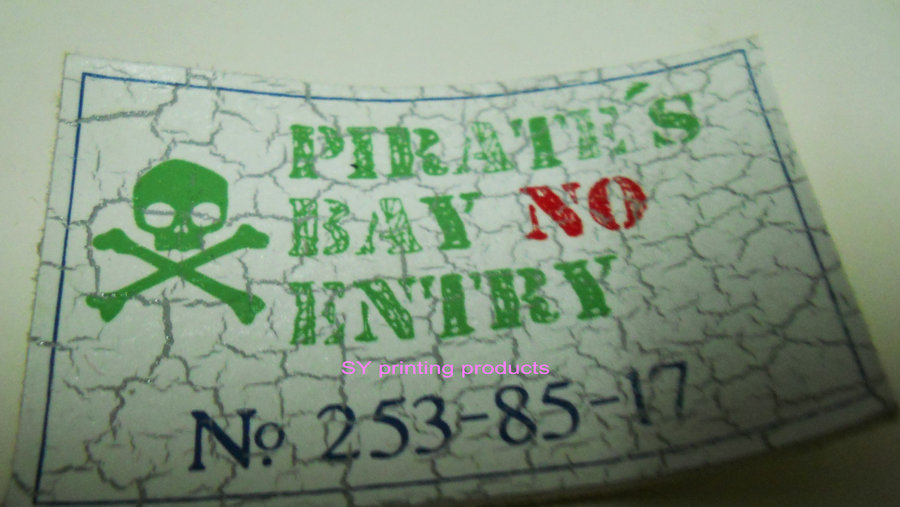 PIRATE´S
BAY NO
ENTRY
SY printing products
Nº 253-85-17